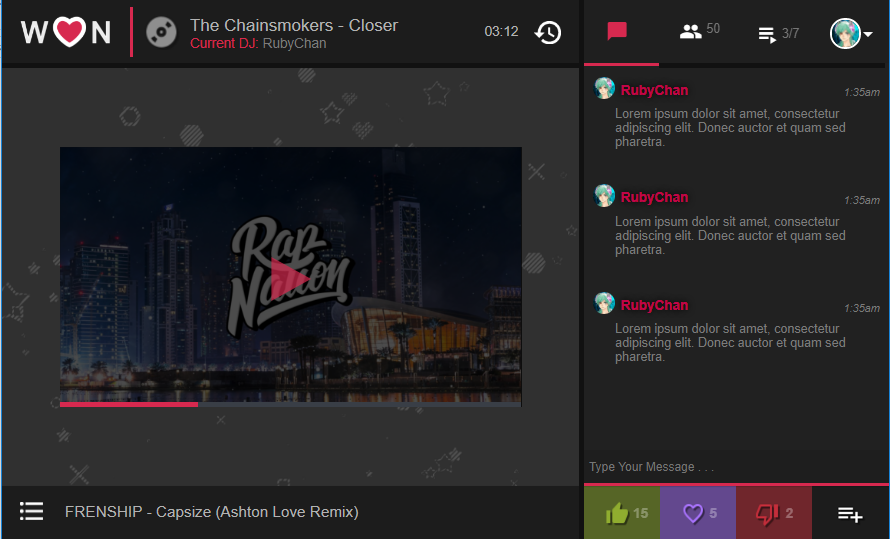 W N
The Chainsmokers - Closer
Current DJ: RubyChan
03:12
50
3/7
Rap
Nation
FRENSHIP - Capsize (Ashton Love Remix)
RubyChan
1:35am
Lorem ipsum dolor sit amet, consectetur
adipiscing elit. Donec auctor et quam sed
pharetra.
RubyChan
1:35am
Lorem ipsum dolor sit amet, consectetur
adipiscing elit. Donec auctor et quam sed
pharetra.
RubyChan
1:35am
Lorem ipsum dolor sit amet, consectetur
adipiscing elit. Donec auctor et quam sed
pharetra.
Type Your Message . . .
15
5
2